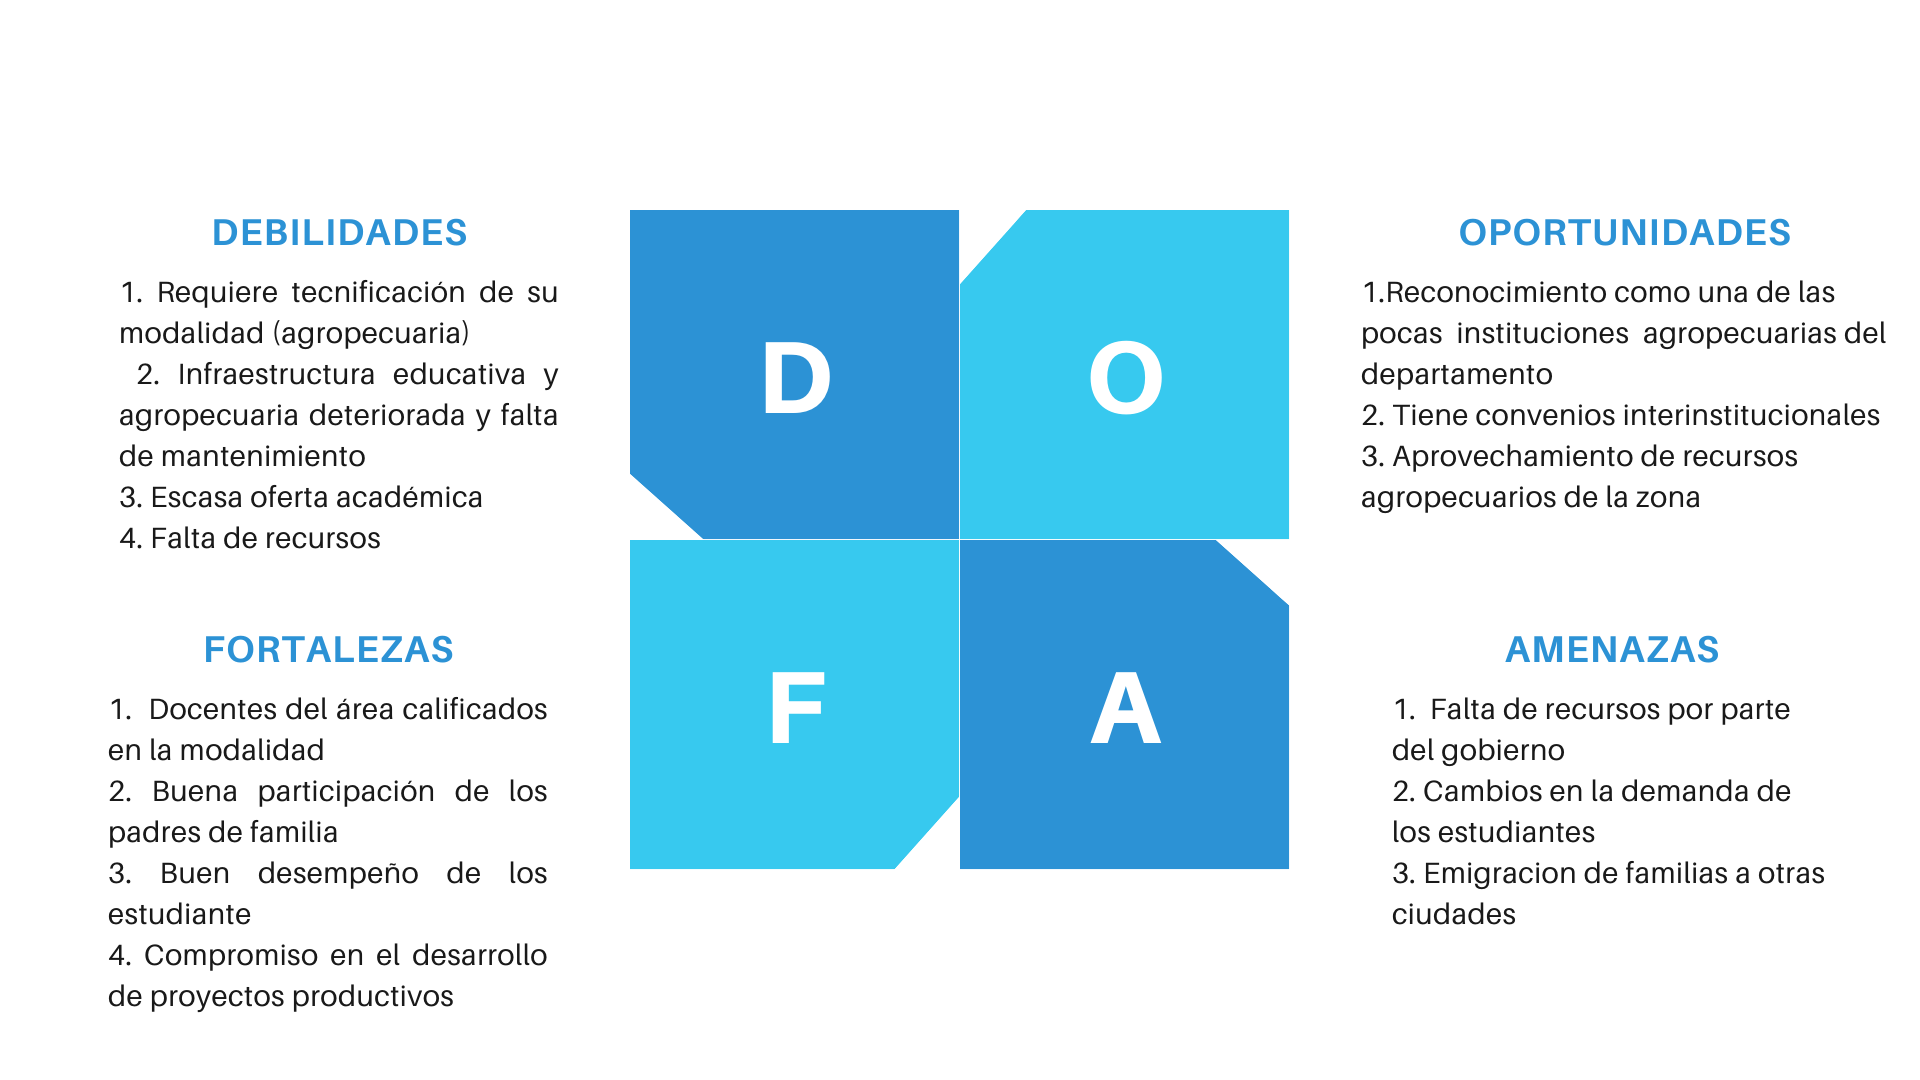 DEBILIDADES
1. Requiere tecnificación de su
modalidad (agropecuaria)
2. Infraestructura educativa y
agropecuaria deteriorada y falta
de mantenimiento
3. Escasa oferta académica
4. Falta de recursos
FORTALEZAS
1. Docentes del área calificados
en la modalidad
2. Buena participación de los
padres de familia
3. Buen desempeño de los
estudiante
4. Compromiso en el desarrollo
de proyectos productivos
D
O
F
A
OPORTUNIDADES
1.Reconocimiento como una de las
pocas instituciones agropecuarias del
departamento
2. Tiene convenios interinstitucionales
3. Aprovechamiento de recursos
agropecuarios de la zona
AMENAZAS
1. Falta de recursos por parte
del gobierno
2. Cambios en la demanda de
los estudiantes
3. Emigracion de familias a otras
ciudades